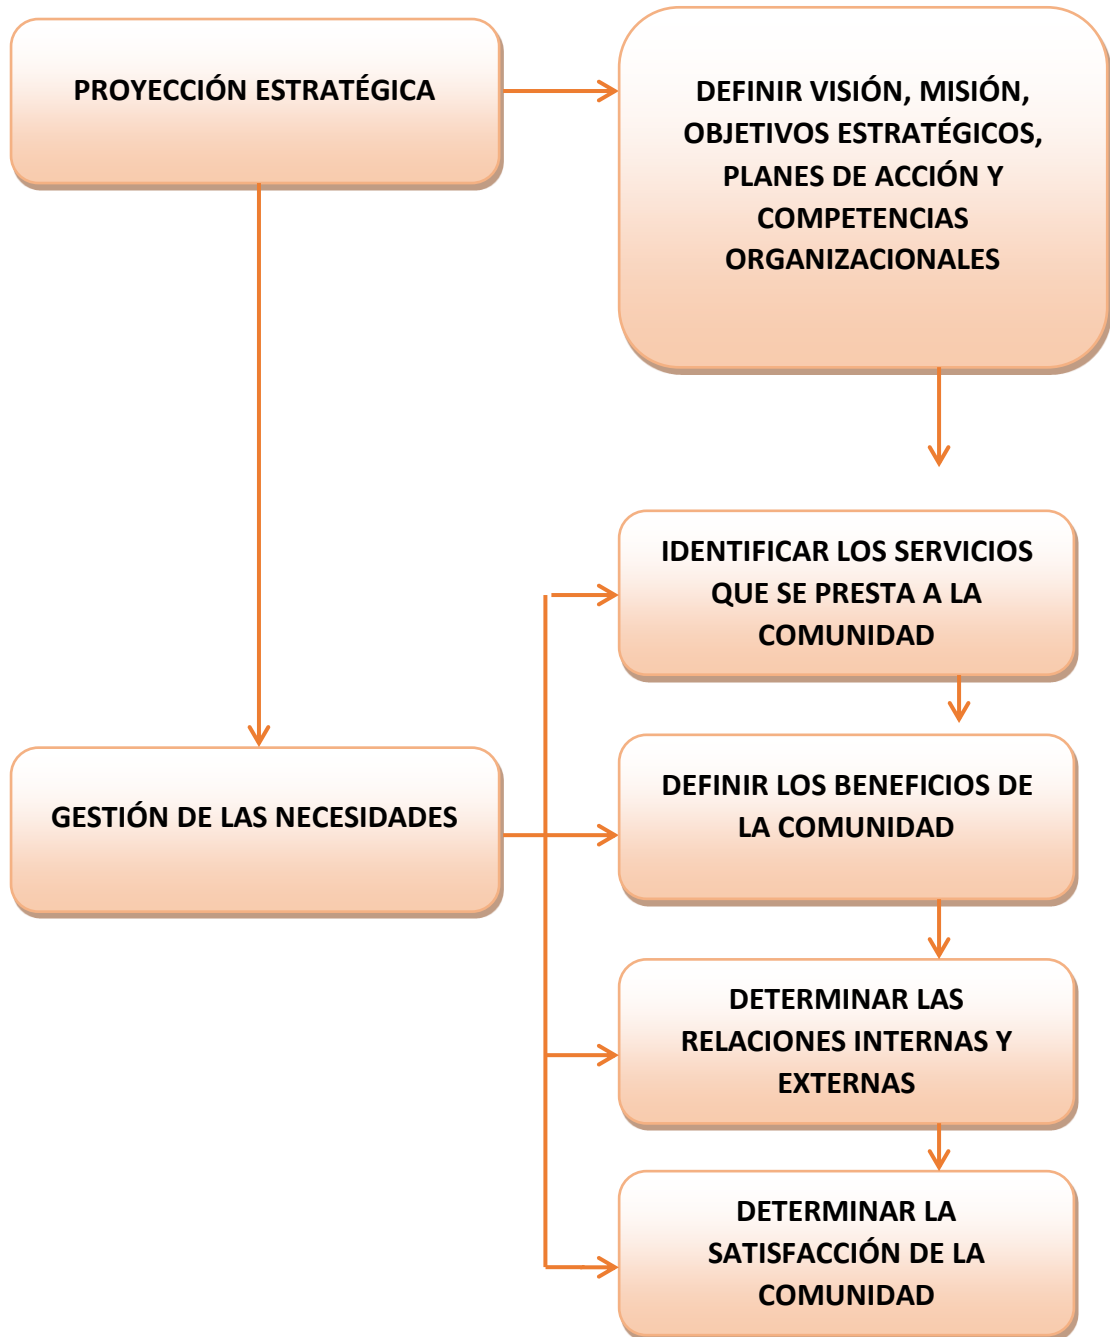 PROYECCIÓN ESTRATÉGICA
DEFINIR VISIÓN, MISIÓN,
OBJETIVOS ESTRATÉGICOS,
PLANES DE ACCIÓN Y
COMPETENCIAS
ORGANIZACIONALES
IDENTIFICAR LOS SERVICIOS
QUE SE PRESTA A LA
COMUNIDAD
GESTIÓN DE LAS NECESIDADES
DEFINIR LOS BENEFICIOS DE
LA COMUNIDAD
DETERMINAR LAS
RELACIONES INTERNAS Y
EXTERNAS
DETERMINAR LA
SATISFACCIÓN DE LA
COMUNIDAD